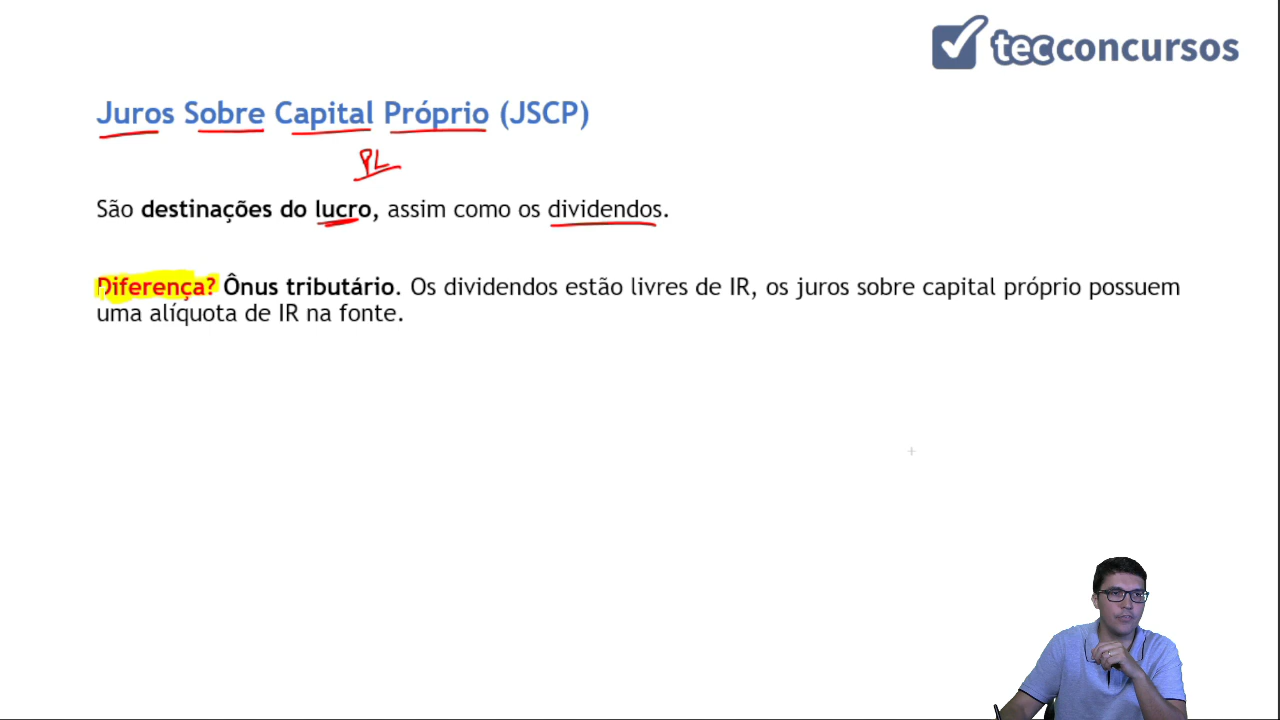 tecconcursos
Juros Sobre Capital Próprio (JSCP)
PL
São destinações do lucro, assim como os dividendos.
Diferença? Ônus tributário. Os dividendos estão livres de IR, os juros sobre capital próprio possuem
uma alíquota de IR na fonte.